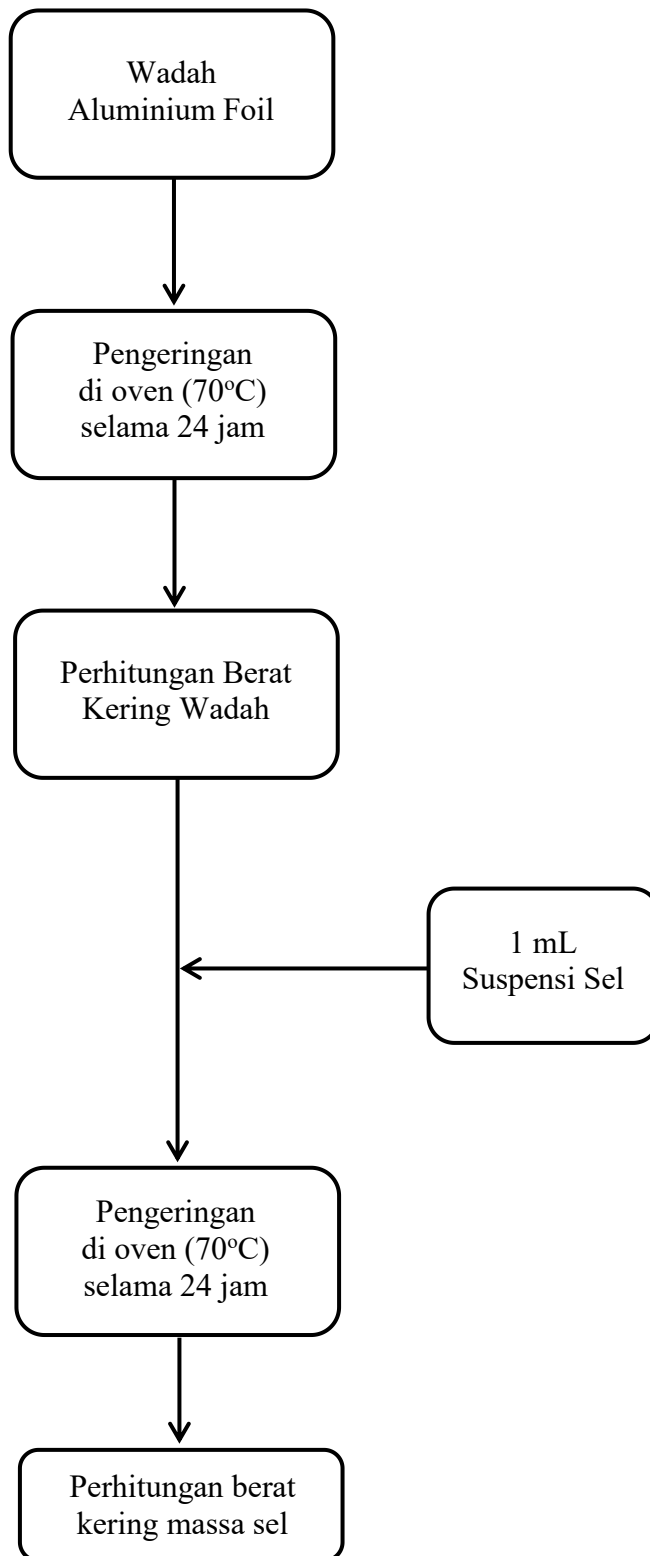 Wadah
Aluminium Foil
Pengeringan
di oven (70°C)
selama 24 jam
Perhitungan Berat
Kering Wadah
1 mL
Suspensi Sel
Pengeringan
di oven (70°C)
selama 24 jam
Perhitungan berat
kering massa sel